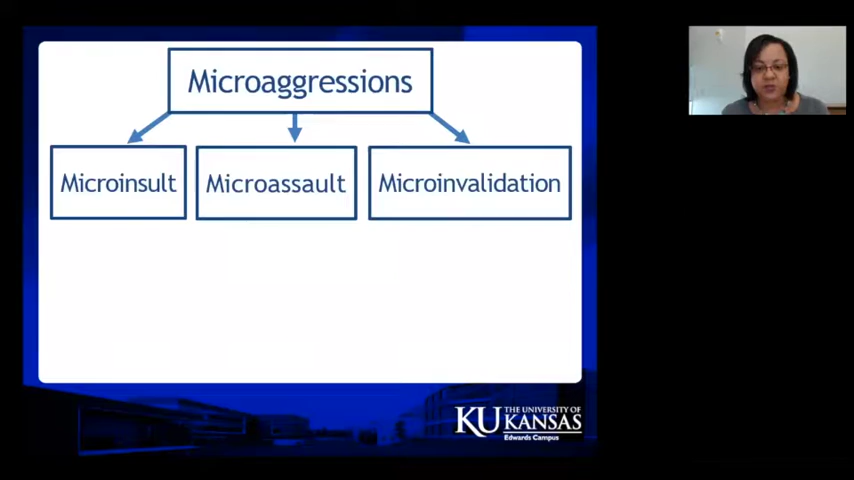 Microaggressions
Microinsult
Microassault
Microinvalidation
KU THE UNIVERSITY OF
KANSAS
Edwards Campus